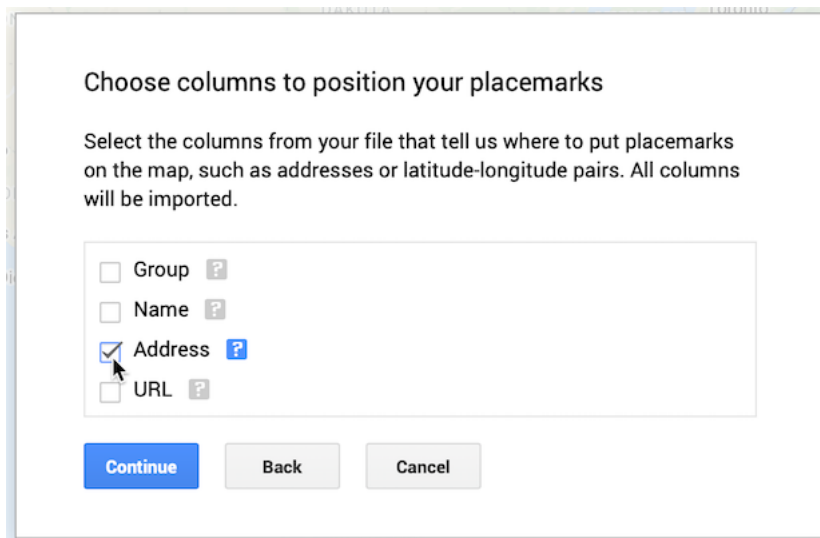 DAKOTA
Toronto
Choose columns to position your placemarks
Select the columns from your file that tell us where to put placemarks
on the map, such as addresses or latitude-longitude pairs. All columns
will be imported.
Group ?
Name ?
Address ?
URL ?
Continue Back Cancel